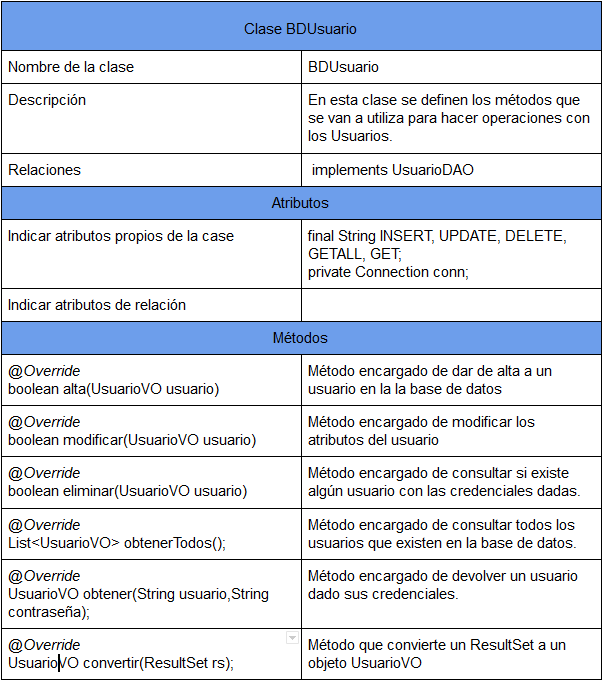 Clase BDUsuario
Nombre de la clase
BDUsuario
Descripción
En esta clase se definen los métodos que
se van a utiliza para hacer operaciones con
los Usuarios.
Relaciones
implements UsuarioDAO
Atributos
Indicar atributos propios de la case
final String INSERT, UPDATE, DELETE,
GETALL, GET;
private Connection conn;
Indicar atributos de relación
Métodos
@Override
boolean alta(UsuarioVO usuario)
Método encargado de dar de alta a un
usuario en la la base de datos
@Override
boolean modificar(UsuarioVO usuario)
Método encargado de modificar los
atributos del usuario
@Override
boolean eliminar(UsuarioVO usuario)
Método encargado de consultar si existe
algún usuario con las credenciales dadas.
@Override
List<UsuarioVO> obtenerTodos();
Método encargado de consultar todos los
usuarios que existen en la base de datos.
@Override
UsuarioVO obtener(String usuario,String
contraseña);
Método encargado de devolver un usuario
dado sus credenciales.
@Override
UsuarioVO convertir(ResultSet rs);
Método que convierte un ResultSet a un
objeto UsuarioVO